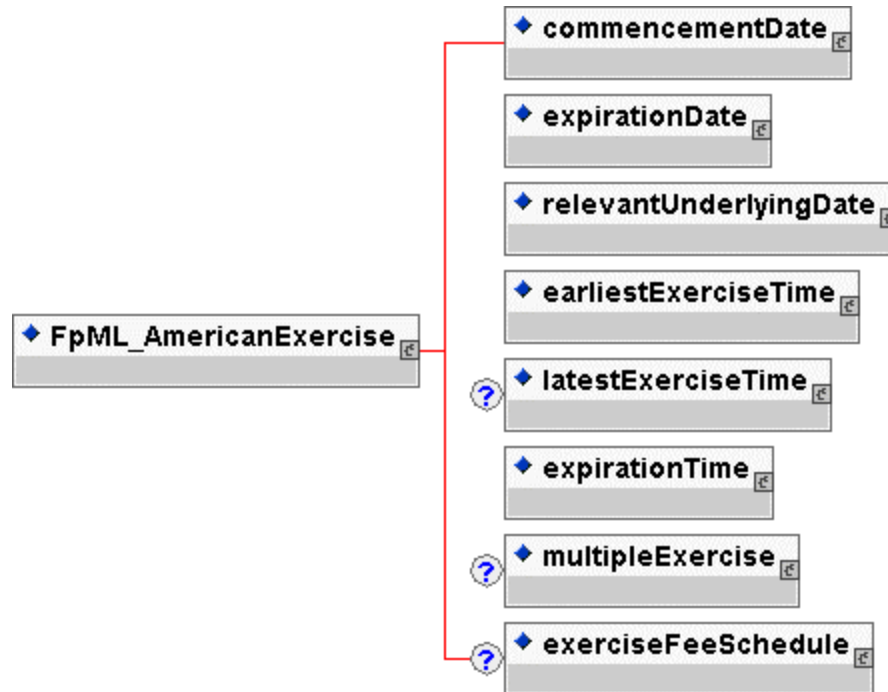 commencementDate
expirationDate
relevantUnderlyingDate
earliestExerciseTime
FpML_AmericanExercise
? latestExerciseTime
expirationTime
? multipleExercise
? exerciseFeeSchedule